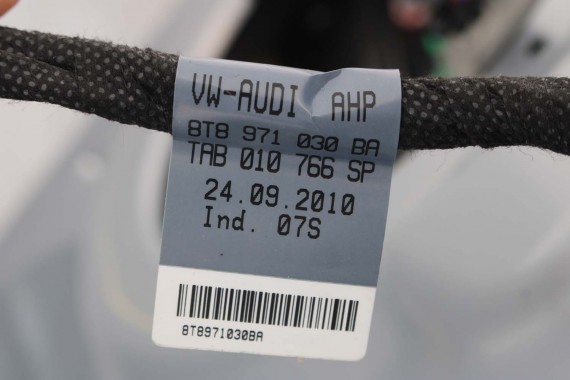 VW-AUDI AHP
8T8 971 030 BA
TAB 010 766 SP
24.09.2010
Ind. 07S
8T8971030BA